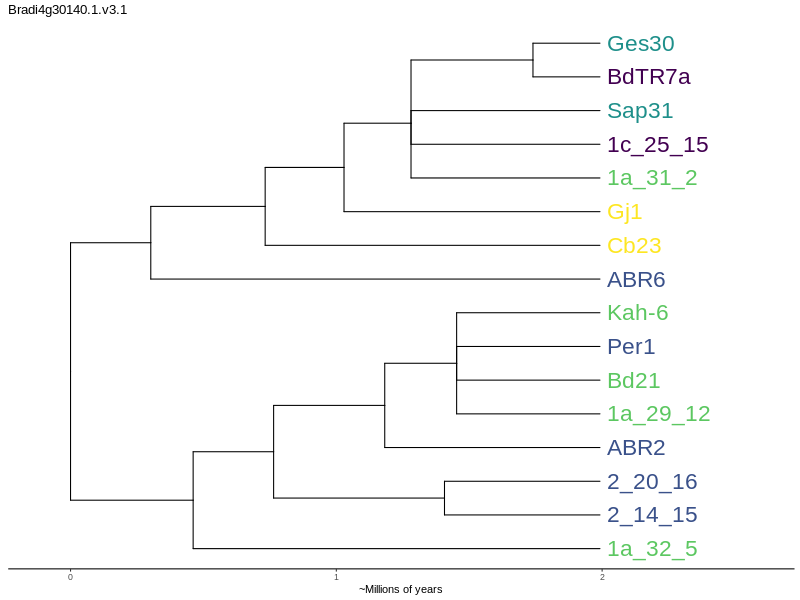 Bradi4g30140.1.v3.1
Ges30
BdTR7a
Sap31
1c_25_15
1a_31_2
Gj1
Cb23
ABR6
Kah-6
Per1
Bd21
1a_29_12
ABR2
2_20_16
2_14_15
1a_32_5
0 1 2
~Millions of years